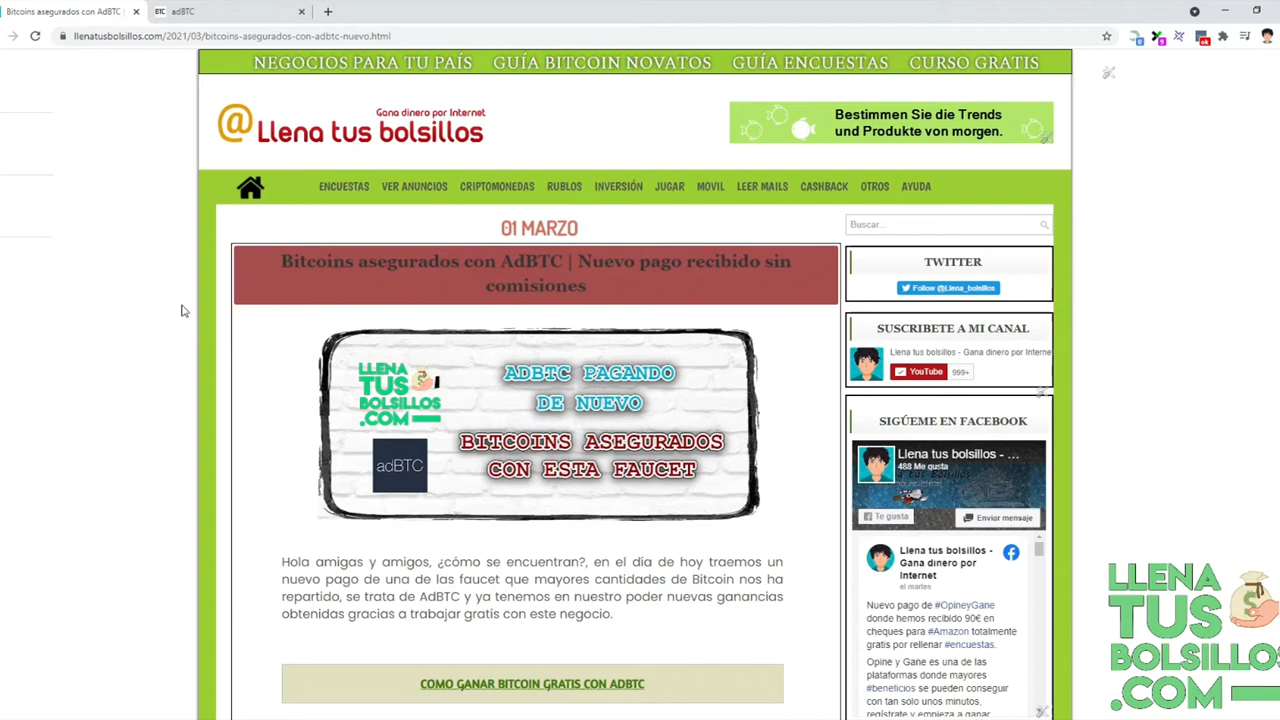 Bitcoins asegurados con AdBTC |
adBTC
llenatusbolsillos.com/2021/03/bitcoins-asegurados-con-adbtc-nuevo.html
NEGOCIOS PARA TU PAÍS GUÍA BITCOIN NOVATOS GUÍA ENCUESTAS CURSO GRATIS
Gana dinero por Internet
@Llena tus bolsillos
Bestimmen Sie die Trends
und Produkte von morgen.
ENCUESTAS VER ANUNCIOS CRIPTOMONEDAS RUBLOS INVERSIÓN JUGAR MOVIL LEER MAILS CASHBACK OTROS AYUDA
01 MARZO
Bitcoins asegurados con AdBTC | Nuevo pago recibido sin
comisiones
LLENA
TUS
BOLSILLOS
.COM
adBTC
ADBTC PAGANDO
DE NUEVO
BITCOINS ASEGURADOS
CON ESTA FAUCET
Hola amigas y amigos, ¿cómo se encuentran?, en el día de hoy traemos un
nuevo pago de una de las faucet que mayores cantidades de Bitcoin nos ha
repartido, se trata de AdBTC y ya tenemos en nuestro poder nuevas ganancias
obtenidas gracias a trabajar gratis con este negocio.
COMO GANAR BITCOIN GRATIS CON ADBTC
Buscar...
TWITTER
Follow @Llena_bolsillos
SUSCRIBETE A MI CANAL
Llena tus bolsillos - Gana dinero por Interne
YouTube 999+
SIGÚEME EN FACEBOOK
Llena tus bolsillos - ...
488 Me gusta
Te gusta
Enviar mensaje
Llena tus bolsillos -
Gana dinero por
Internet
el martes
Nuevo pago de #OpineyGane
donde hemos recibido 90€ en
cheques para #Amazon totalmente
gratis por rellenar #encuestas.
Opine y Gane es una de las
plataformas donde mayores
#beneficios se pueden conseguir
con tan solo unos minutos,
regístrate y empieza a ganar
LLENA
TUS
BOLSILLOS
.COM